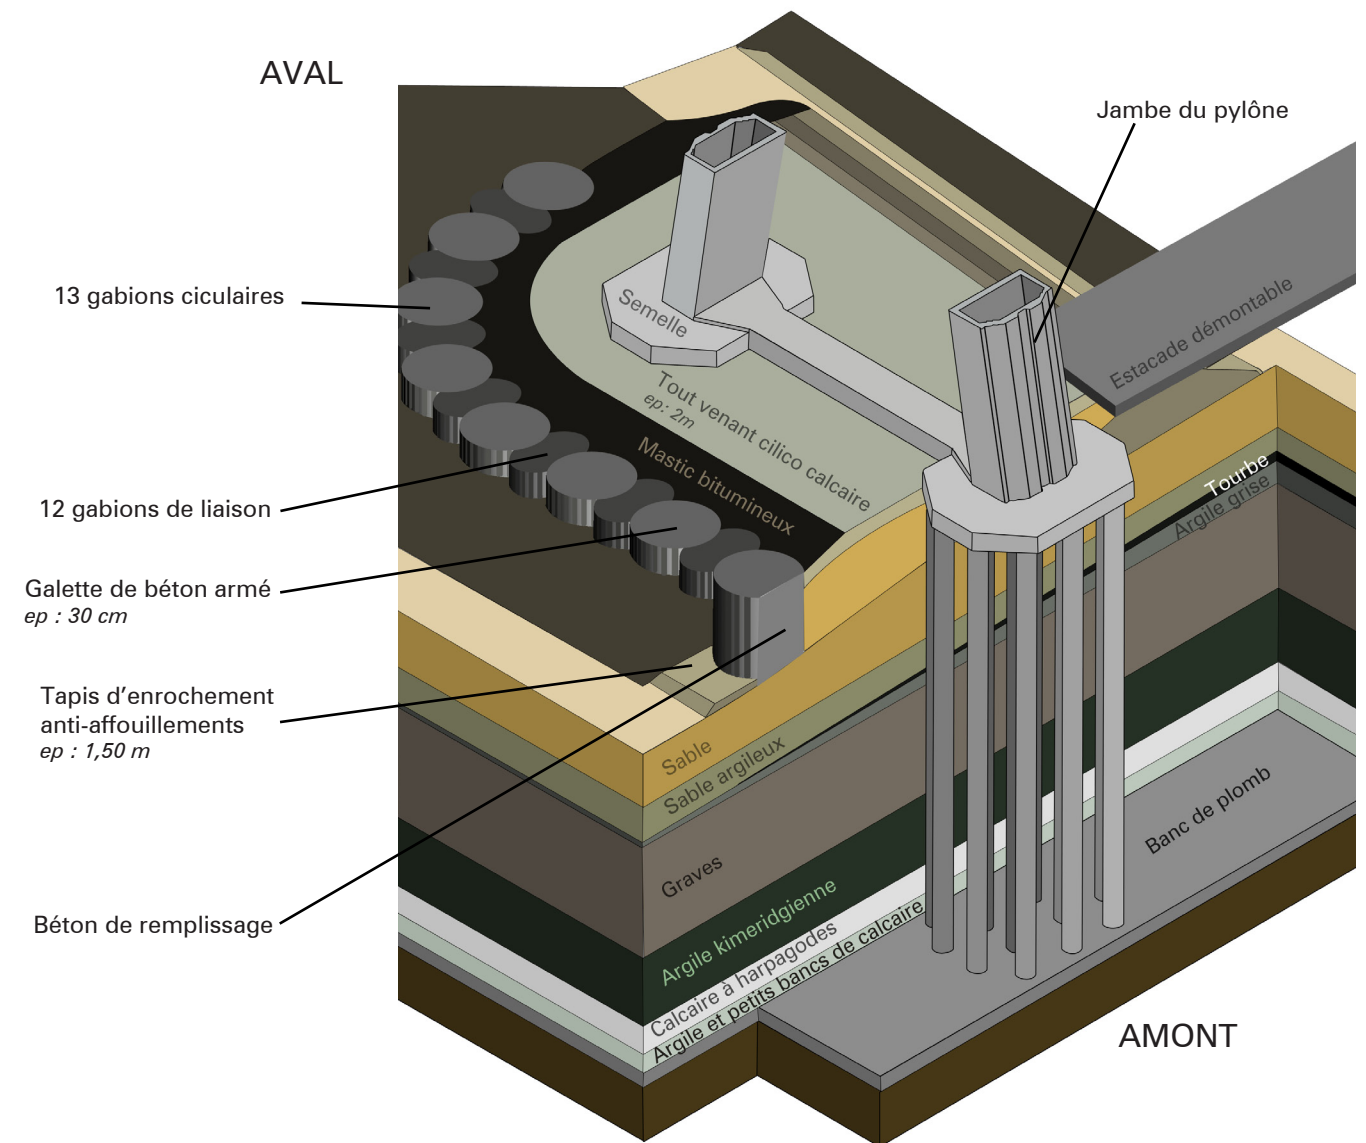 AVAL
Jambe du pylône
13 gabions ciculaires
Semelle
Estacade démontable
Tout venant cilico calcaire
ep: 2m
Mastic bitumineux
Tourbe
Argile grise
12 gabions de liaison
Galette de béton armé
ep : 30 cm
Tapis d'enrochement
anti-affouillements
ep : 1,50 m
Sable
Sable argileux
Graves
Banc de plomb
Béton de remplissage
Argile kimeridgienne
Calcaire à harpagodes
Argile et petits bancs de calcaire
AMONT